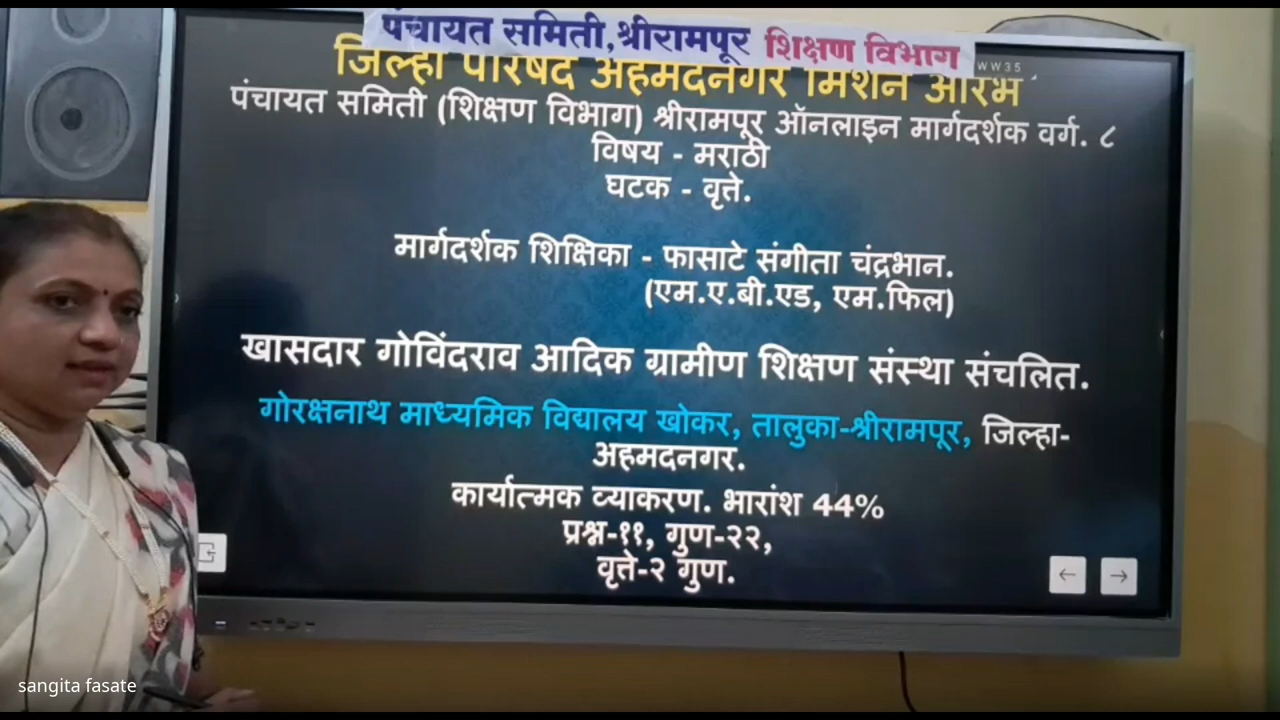 पंचायत समिती,श्रीरामपूर शिक्षण विभाग
जिल्हा परिषद अहमदनगर मिशन आरंभ
पंचायत समिती (शिक्षण विभाग) श्रीरामपूर ऑनलाइन मार्गदर्शक वर्ग. ८
विषय - मराठी
घटक - वृत्ते.
मार्गदर्शक शिक्षिका - फासाटे संगीता चंद्रभान.
(एम.ए.बी.एड, एम.फिल)
खासदार गोविंदराव आदिक ग्रामीण शिक्षण संस्था संचलित.
गोरक्षनाथ माध्यमिक विद्यालय खोकर, तालुका-श्रीरामपूर, जिल्हा-
अहमदनगर.
कार्यात्मक व्याकरण. भारांश 44%
प्रश्न-११, गुण-२२,
वृत्ते-२ गुण.
sangita fasate